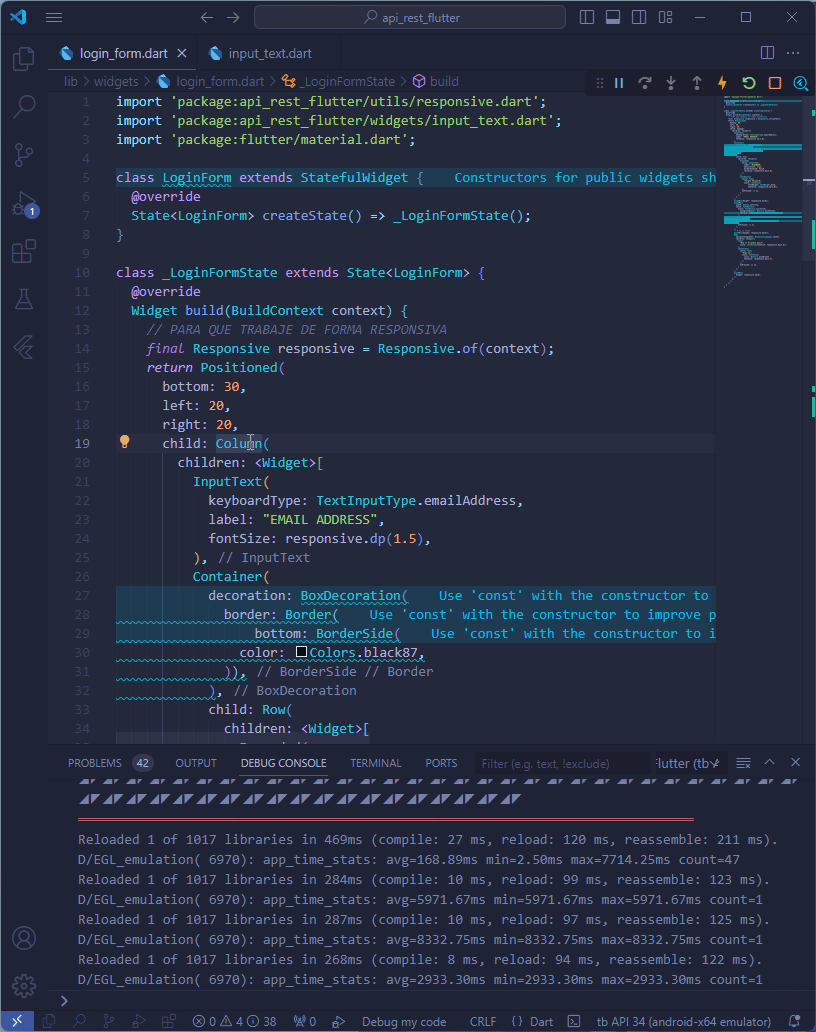 api_rest_flutter
login_form.dart
input_text.dart
lib > widgets > login_form.dart > _LoginFormState > build
1 import 'package:api_rest_flutter/utils/responsive.dart';
2 import 'package:api_rest_flutter/widgets/input_text.dart';
3 import 'package:flutter/material.dart';
4
5 class LoginForm extends StatefulWidget { Constructors for public widgets sh
6 @override
7 State<LoginForm> createState() => _LoginFormState();
8 }
9
10 class _LoginFormState extends State<LoginForm> {
11 @override
12 Widget build(BuildContext context) {
13 // PARA QUE TRABAJE DE FORMA RESPONSIVA
14 final Responsive responsive = Responsive.of(context);
15 return Positioned(
16 bottom: 30,
17 left: 20,
18 right: 20,
19 child: Column(
20 children: <Widget>[
21 InputText(
22 keyboardType: TextInputType.emailAddress,
23 label: "EMAIL ADDRESS",
24 fontSize: responsive.dp(1.5),
25 ), // InputText
26 Container(
27 decoration: BoxDecoration( Use 'const' with the constructor to
28 border: Border( Use 'const' with the constructor to improve p
29 bottom: BorderSide( Use 'const' with the constructor to i
30 color: Colors.black87,
31 )), // BorderSide // Border
32 ), // BoxDecoration
33 child: Row(
34 children: <Widget>[
1
PROBLEMS 42 OUTPUT DEBUG CONSOLE TERMINAL PORTS Filter (e.g. text, !exclude)
Reloaded 1 of 1017 libraries in 469ms (compile: 27 ms, reload: 120 ms, reassemble: 211 ms).
D/EGL_emulation( 6970): app_time_stats: avg=168.89ms min=2.50ms max=7714.25ms count=47
Reloaded 1 of 1017 libraries in 284ms (compile: 10 ms, reload: 99 ms, reassemble: 123 ms).
D/EGL_emulation( 6970): app_time_stats: avg=5971.67ms min=5971.67ms max=5971.67ms count=1
Reloaded 1 of 1017 libraries in 287ms (compile: 10 ms, reload: 97 ms, reassemble: 125 ms).
D/EGL_emulation( 6970): app_time_stats: avg=8332.75ms min=8332.75ms max=8332.75ms count=1
Reloaded 1 of 1017 libraries in 268ms (compile: 8 ms, reload: 94 ms, reassemble: 122 ms).
D/EGL_emulation( 6970): app_time_stats: avg=2933.30ms min=2933.30ms max=2933.30ms count=1
>
0 4 38 0 Debug my code CRLF {} Dart tb API 34 (android-x64 emulator)